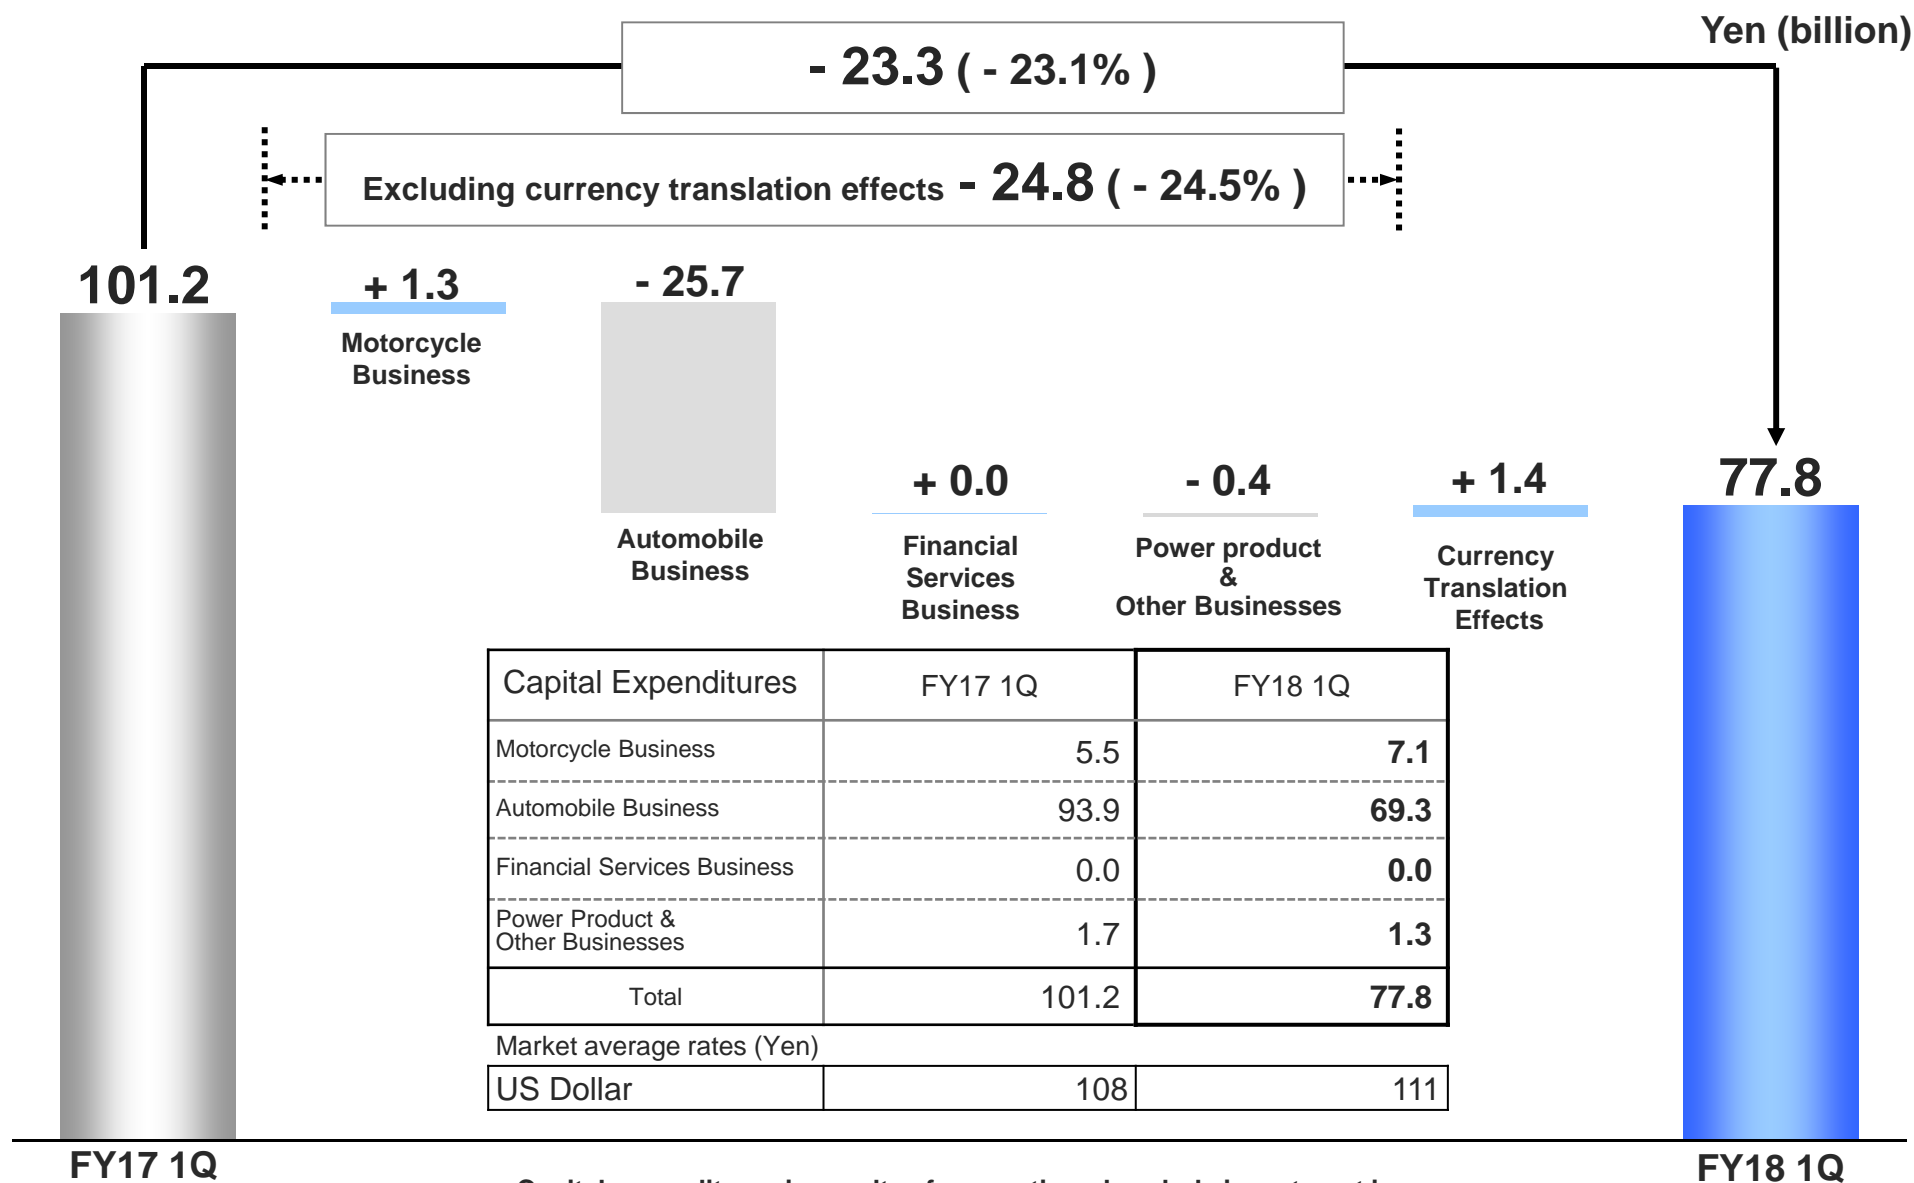 Yen (billion)
- 23.3 ( - 23.1% )
Excluding currency translation effects - 24.8 ( - 24.5% )
101.2
+ 1.3
Motorcycle
Business
- 25.7
Automobile
Business
+ 0.0
Financial
Services
Business
- 0.4
Power product
&
Other Businesses
+ 1.4
Currency
Translation
Effects
77.8
Capital Expenditures FY17 1Q FY18 1Q
Motorcycle Business 5.5 7.1
Automobile Business 93.9 69.3
Financial Services Business 0.0 0.0
Power Product &
Other Businesses 1.7 1.3
Total 101.2 77.8
Market average rates (Yen)
US Dollar 108 111
FY17 1Q
FY18 1Q